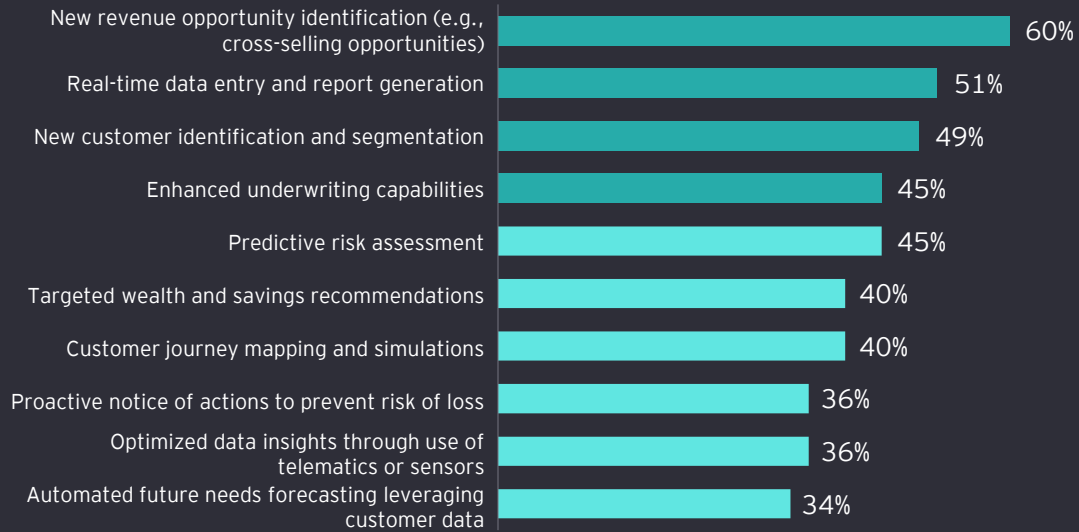 New revenue opportunity identification (e.g.,
cross-selling opportunities)
60%
Real-time data entry and report generation
51%
New customer identification and segmentation
49%
Enhanced underwriting capabilities
45%
Predictive risk assessment
45%
Targeted wealth and savings recommendations
40%
Customer journey mapping and simulations
40%
Proactive notice of actions to prevent risk of loss
36%
Optimized data insights through use of
telematics or sensors
36%
Automated future needs forecasting leveraging
customer data
34%